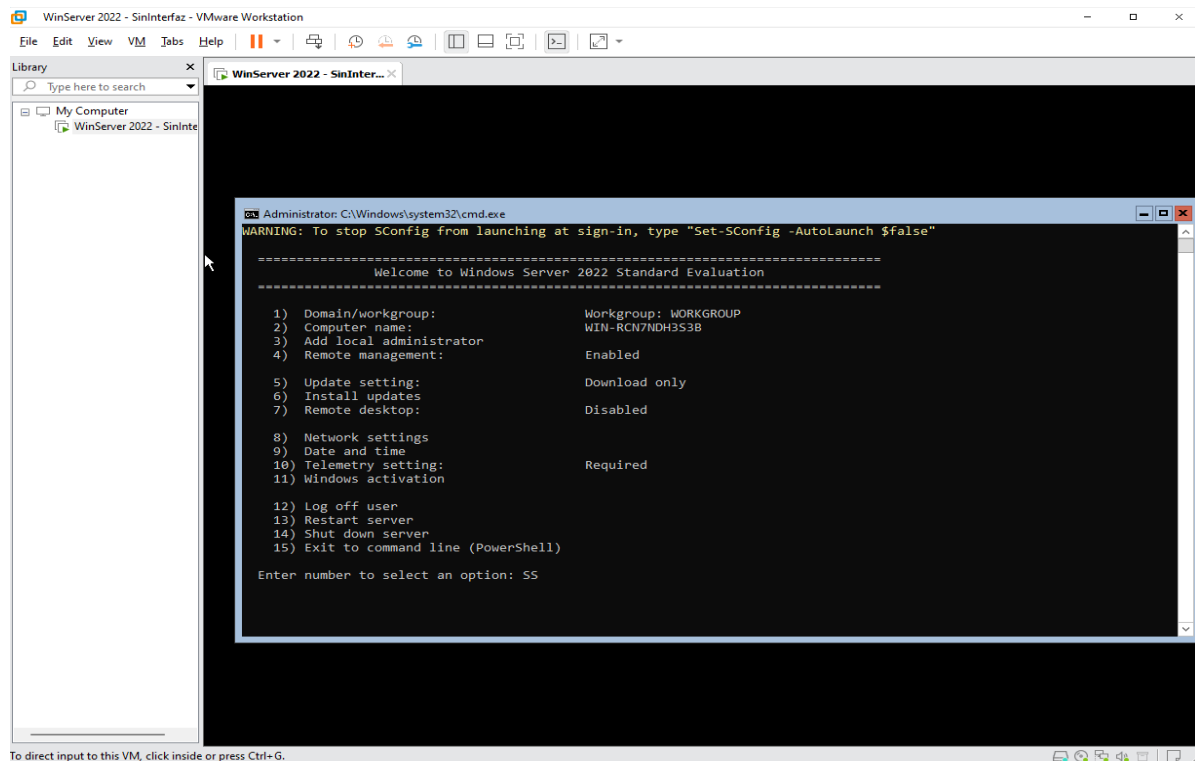 WinServer 2022 - SinInterfaz - VMware Workstation
File Edit View VM Tabs Help
Library
WinServer 2022 - SinInter...
Type here to search
My Computer
WinServer 2022 - SinInte
Administrator: C:\Windows\system32\cmd.exe
WARNING: To stop SConfig from launching at sign-in, type "Set-SConfig -AutoLaunch $false"
================================================================================
Welcome to Windows Server 2022 Standard Evaluation
================================================================================
1) Domain/workgroup: Workgroup: WORKGROUP
2) Computer name: WIN-RCN7NDH3S3B
3) Add local administrator
4) Remote management: Enabled
5) Update setting: Download only
6) Install updates
7) Remote desktop: Disabled
8) Network settings
9) Date and time
10) Telemetry setting: Required
11) Windows activation
12) Log off user
13) Restart server
14) Shut down server
15) Exit to command line (PowerShell)
Enter number to select an option: SS
To direct input to this VM, click inside or press Ctrl+G.